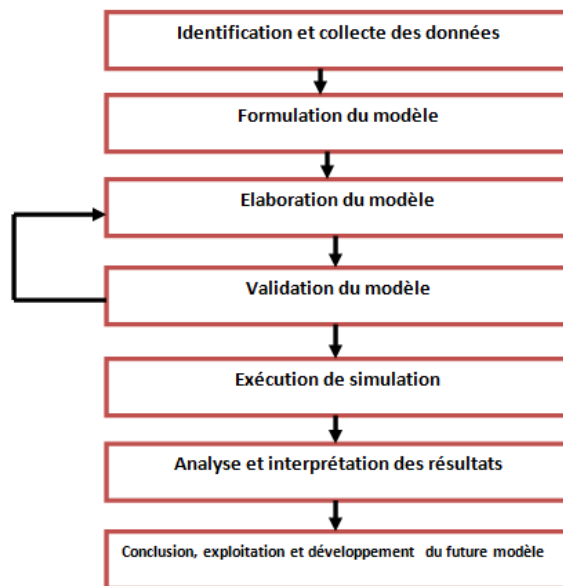 Identification et collecte des données
Formulation du modèle
Elaboration du modèle
Validation du modèle
Exécution de simulation
Analyse et interprétation des résultats
Conclusion, exploitation et développement du future modèle